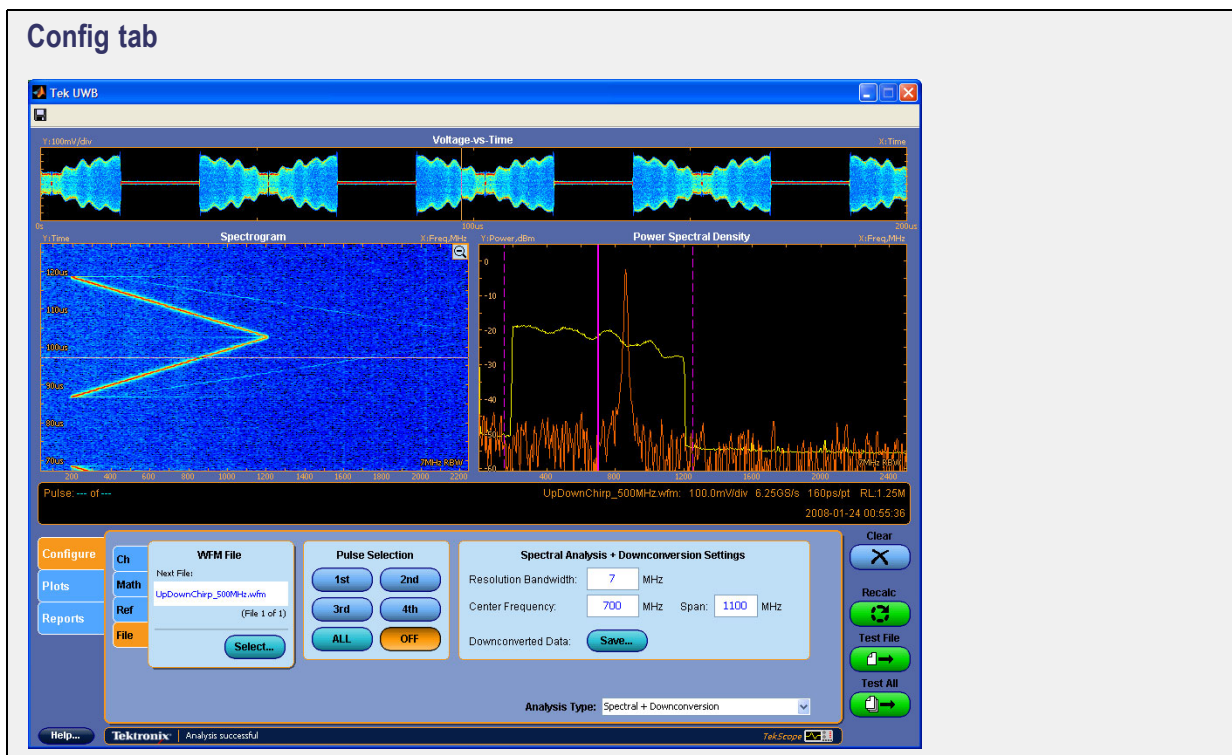 Config tab
Tek UWB
Y:100mV/div Voltage-vs-Time X:Time
0s 100us 200us
Y:Time Spectrogram X:Freq,MHz
120us
110us
100us
90us
80us
70us
7MHz RBW
200 400 600 800 1000 1200 1400 1600 1800 2000 2200
Y:Power,dBm Power Spectral Density X:Freq,MHz
0
-10
-20
-30
-40
-50
-60
7MHz RBW
400 800 1200 1600 2000 2400
Pulse: --- of --- UpDownChirp_500MHz.wfm: 100.0mV/div 6.25GS/s 160ps/pt RL:1.25M
2008-01-24 00:55:36
Configure
Plots
Reports
Ch
Math
Ref
File
WFM File
Next File:
UpDownChirp_500MHz.wfm
(File 1 of 1)
Select...
Pulse Selection
1st 2nd
3rd 4th
ALL OFF
Spectral Analysis + Downconversion Settings
Resolution Bandwidth: 7 MHz
Center Frequency: 700 MHz Span: 1100 MHz
Downconverted Data: Save...
Analysis Type: Spectral + Downconversion
Clear
Recalc
Test File
Test All
Help... Tektronix Analysis successful TekScope